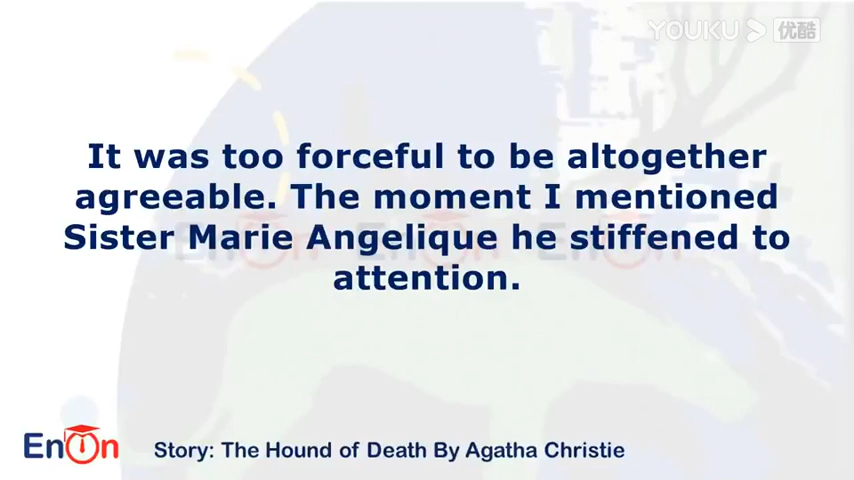 YOUKU 优酷
It was too forceful to be altogether
agreeable. The moment I mentioned
Sister Marie Angelique he stiffened to
attention.
EnOn
Story: The Hound of Death By Agatha Christie